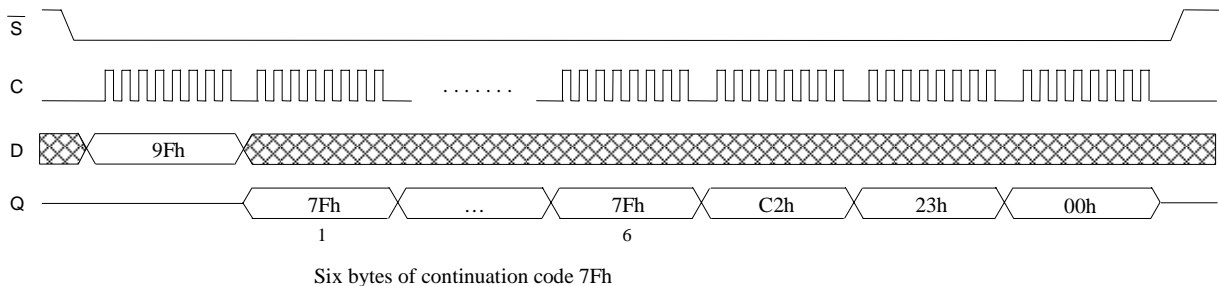 S
C .......
D 9Fh
Q 7Fh ... 7Fh C2h 23h 00h
1 6
Six bytes of continuation code 7Fh